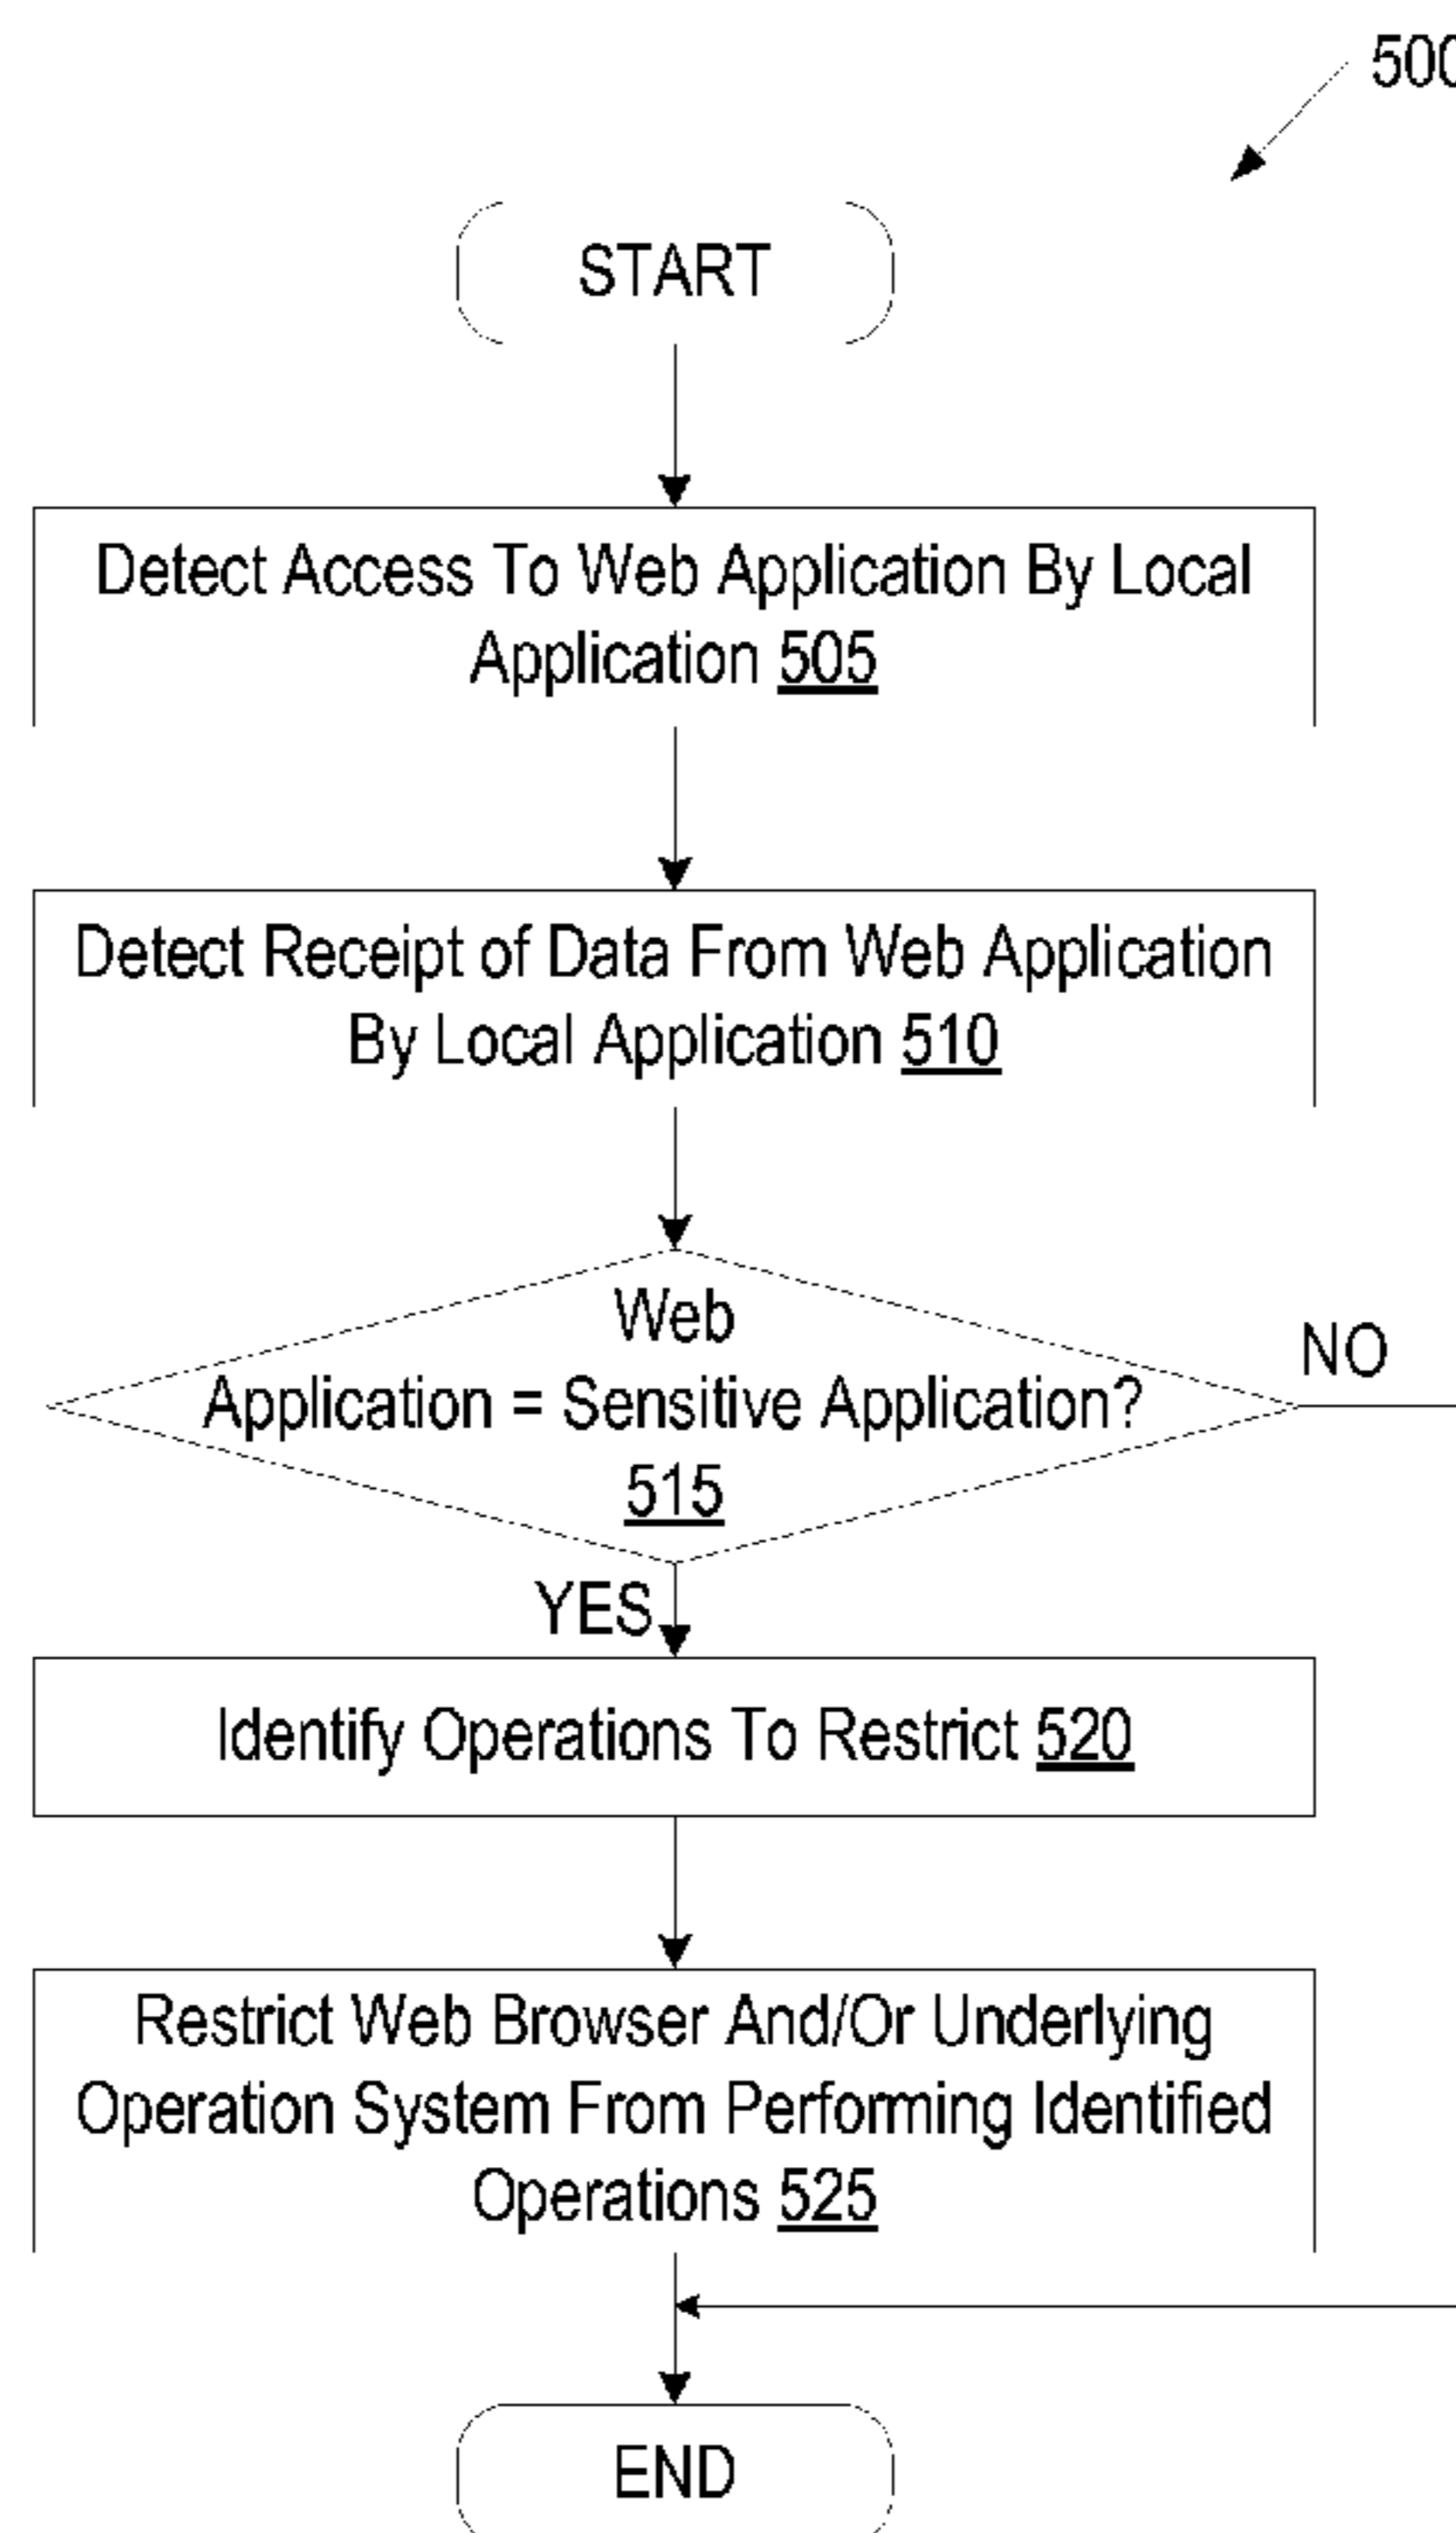 500
START
Detect Access To Web Application By Local
Application 505
Detect Receipt of Data From Web Application
By Local Application 510
Web
Application = Sensitive Application?
515
NO
YES
Identify Operations To Restrict 520
Restrict Web Browser And/Or Underlying
Operation System From Performing Identified
Operations 525
END